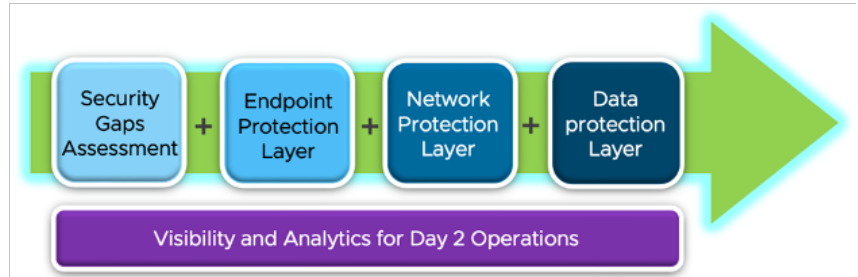 Security
Gaps
Assessment
+
Endpoint
Protection
Layer
+
Network
Protection
Layer
+
Data
protection
Layer
Visibility and Analytics for Day 2 Operations